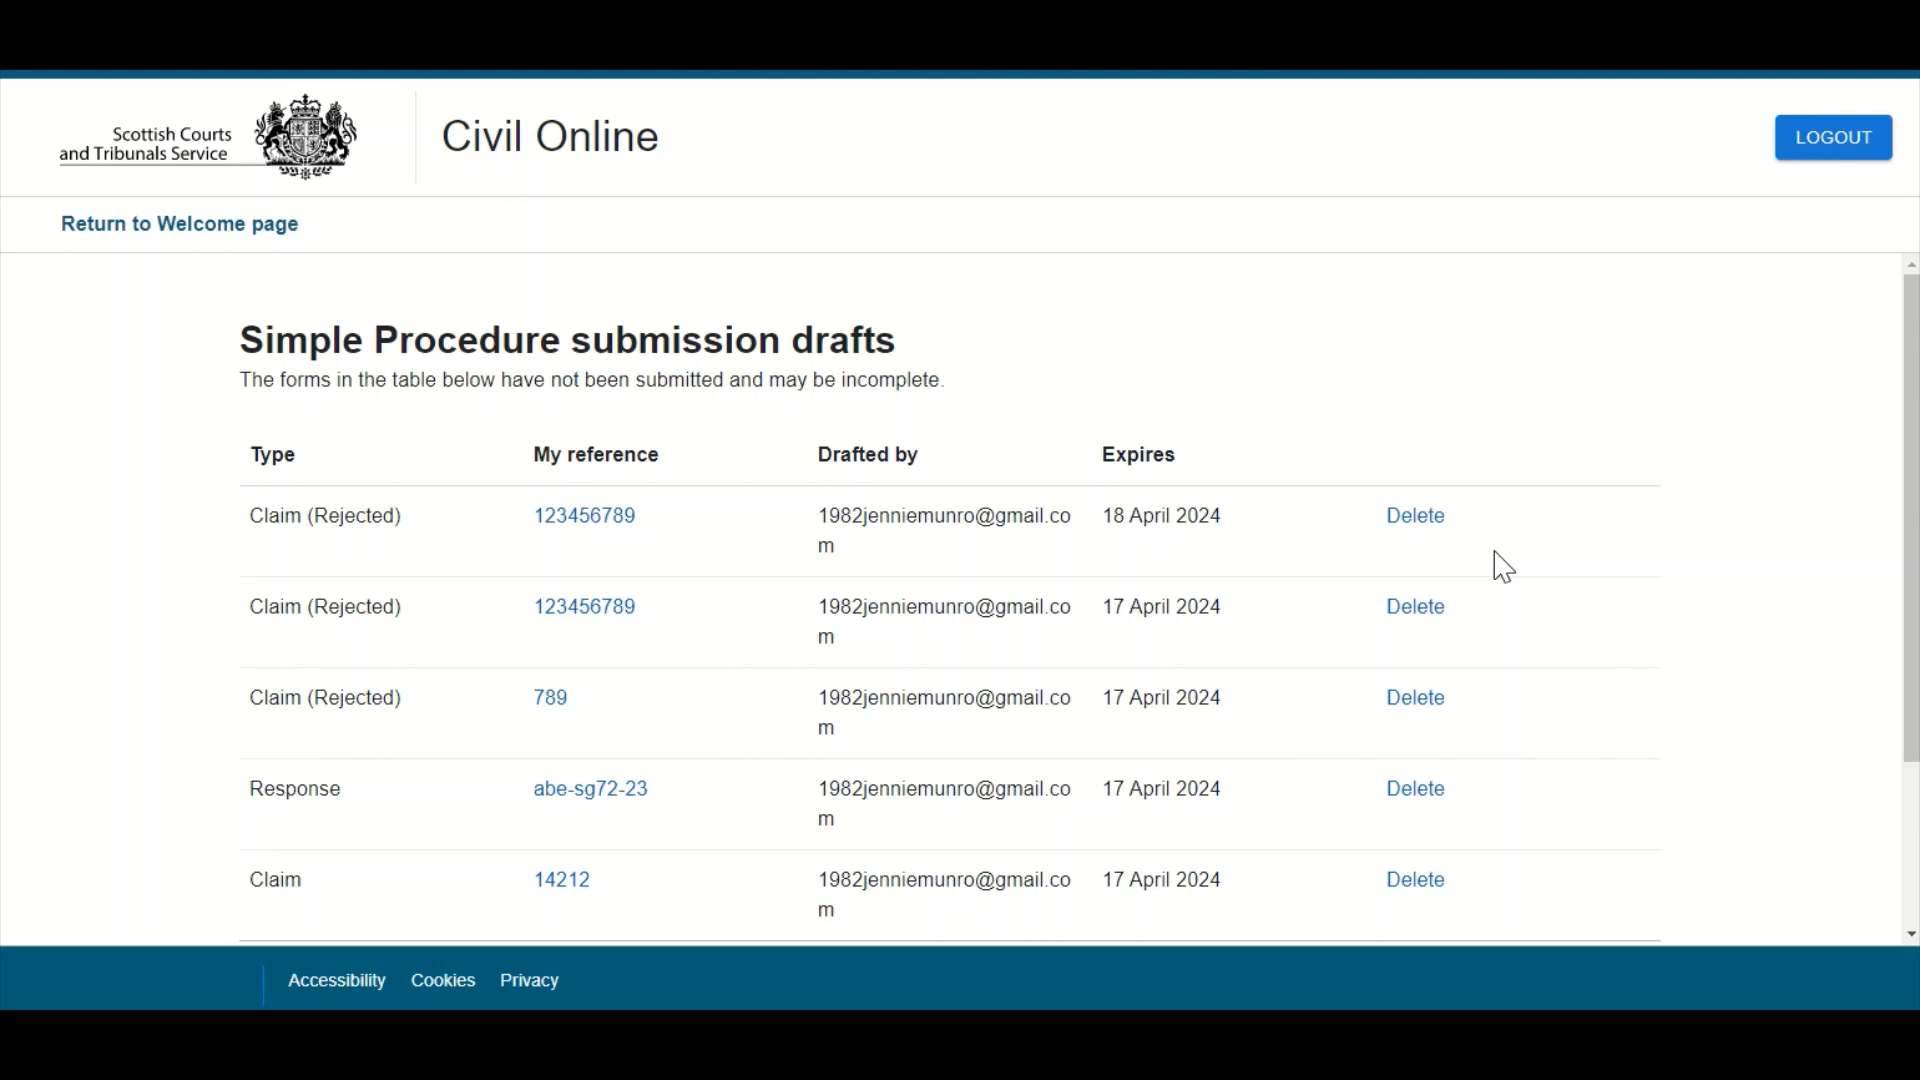 Scottish Courts
and Tribunals Service
Civil Online
LOGOUT
Return to Welcome page
Simple Procedure submission drafts
The forms in the table below have not been submitted and may be incomplete.
Type My reference Drafted by Expires
Claim (Rejected) 123456789 1982jenniemunro@gmail.co 18 April 2024 Delete
m
Claim (Rejected) 123456789 1982jenniemunro@gmail.co 17 April 2024 Delete
m
Claim (Rejected) 789 1982jenniemunro@gmail.co 17 April 2024 Delete
m
Response abe-sg72-23 1982jenniemunro@gmail.co 17 April 2024 Delete
m
Claim 14212 1982jenniemunro@gmail.co 17 April 2024 Delete
m
Accessibility Cookies Privacy